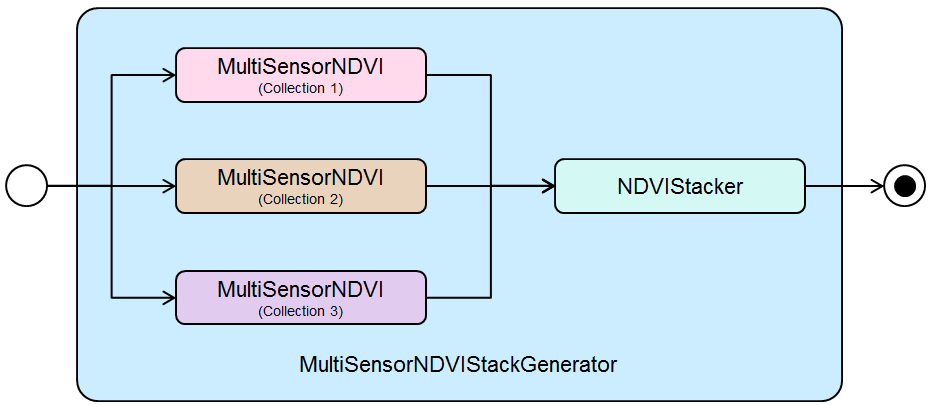 MultiSensorNDVI
(Collection 1)
MultiSensorNDVI
(Collection 2)
NDVIStacker
MultiSensorNDVI
(Collection 3)
MultiSensorNDVIStackGenerator